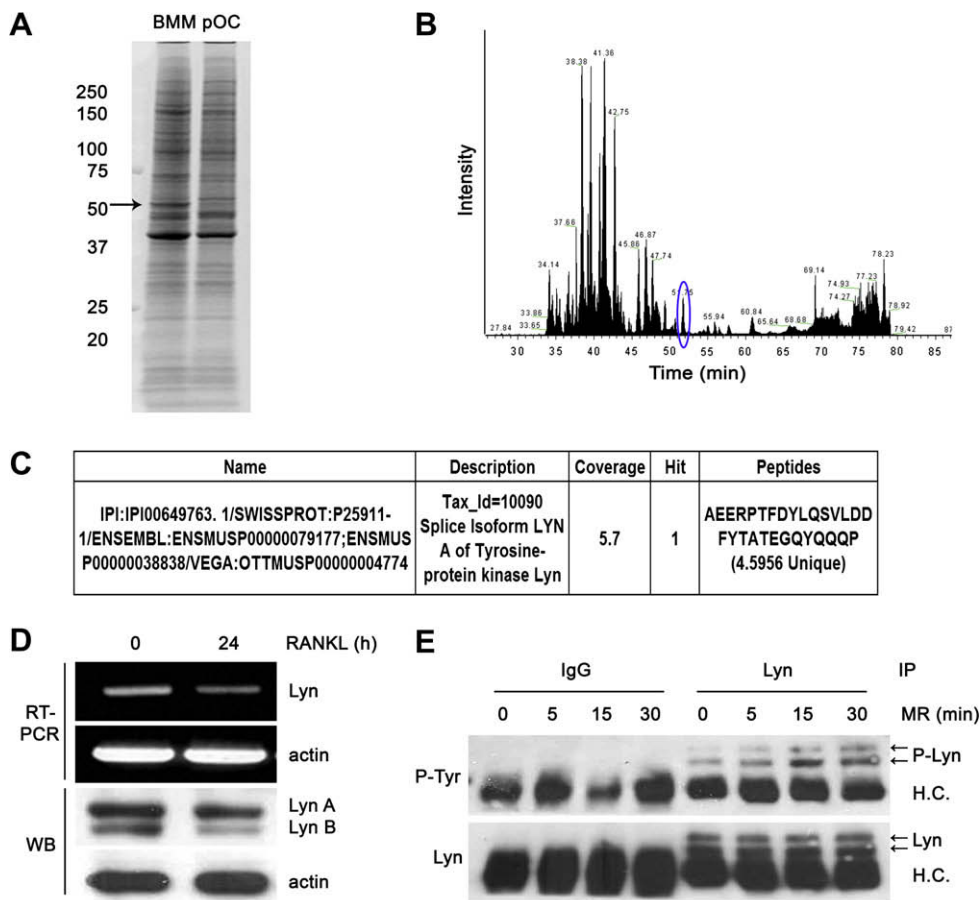 A
BMM pOC
250
150
100
75
50
37
25
20
B
Intensity
41.36
38.38
42.75
37.66
46.87
45.86
47.74
34.14
33.86
33.65
27.84
55.94
60.84
65.64
68.68
69.14
74.93
74.27
77.23
78.23
78.92
79.42
87
30 35 40 45 50 55 60 65 70 75 80 85
Time (min)
C
Name Description Coverage Hit Peptides
IPI:IPI00649763. 1/SWISSPROT:P25911-
1/ENSEMBL:ENSMUSP00000079177;ENSMUS
P00000038838/VEGA:OTTMUSP00000004774
Tax_Id=10090
Splice Isoform LYN
A of Tyrosine-
protein kinase Lyn
5.7
1
AEERPTFDYLQSVLDD
FYTATEGQYQQQP
(4.5956 Unique)
D
0 24 RANKL (h)
RT-
PCR
Lyn
actin
WB
Lyn A
Lyn B
actin
E
IgG Lyn IP
0 5 15 30 0 5 15 30 MR (min)
P-Tyr
P-Lyn
H.C.
Lyn
Lyn
H.C.